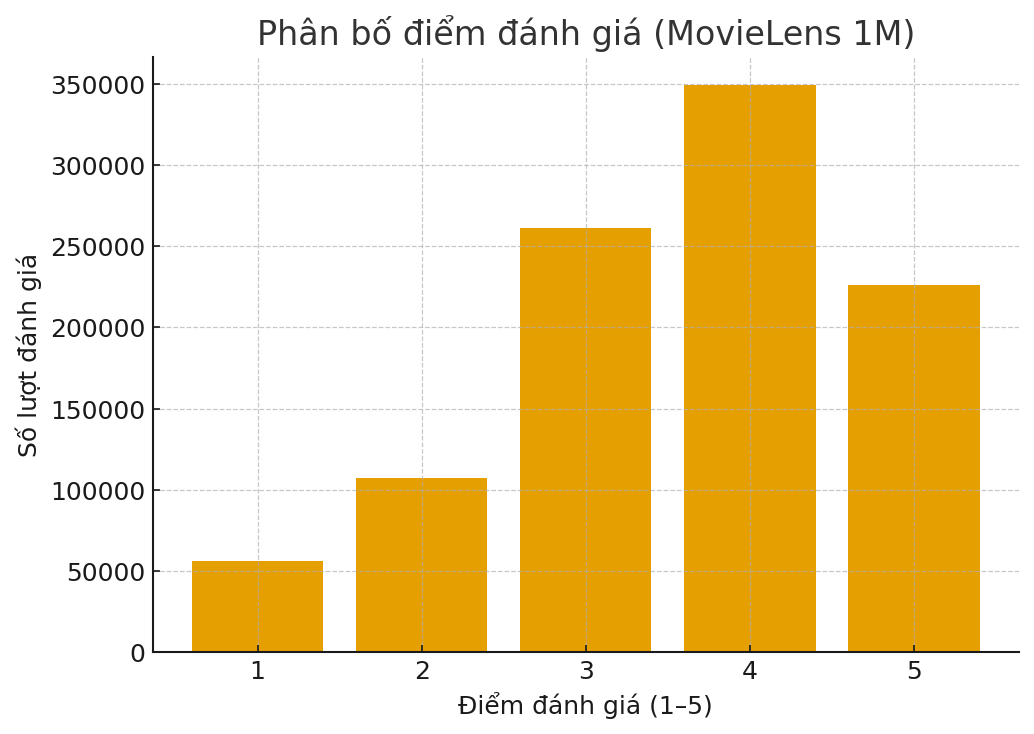 Phân bố điểm đánh giá (MovieLens 1M)
Số lượt đánh giá
350000
300000
250000
200000
150000
100000
50000
0
1 2 3 4 5
Điểm đánh giá (1–5)